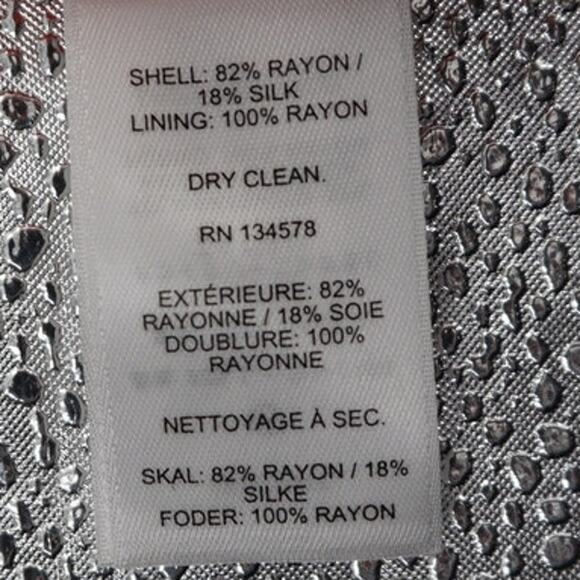 SHELL: 82% RAYON /
18% SILK
LINING: 100% RAYON
DRY CLEAN.
RN 134578
EXTÉRIEURE: 82%
RAYONNE / 18% SOIE
DOUBLURE: 100%
RAYONNE
NETTOYAGE À SEC.
SKAL: 82% RAYON / 18%
SILKE
FODER: 100% RAYON